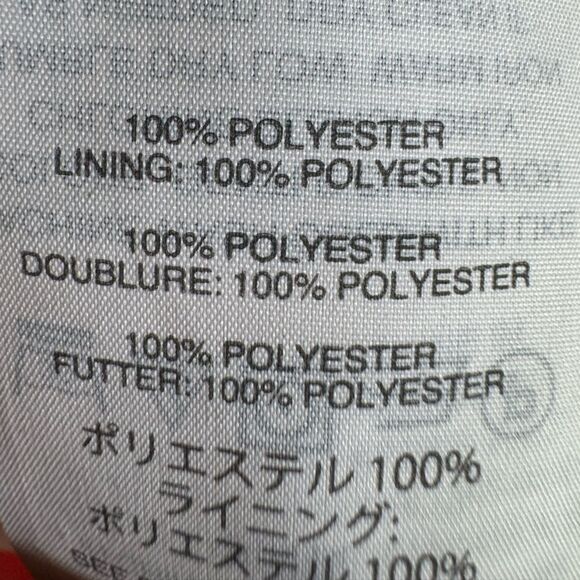 100% POLYESTER
LINING: 100% POLYESTER
100% POLYESTER
DOUBLURE: 100% POLYESTER
100% POLYESTER
FUTTER: 100% POLYESTER
ポリエステル 100%
ライニング:
ポリエステル 100%
SEE